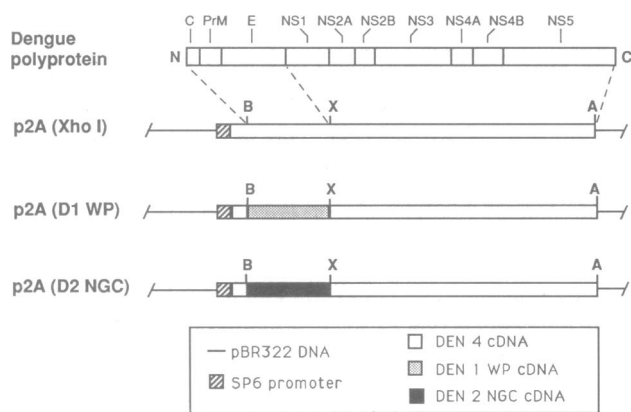 C PrM E NS1 NS2A NS2B NS3 NS4A NS4B NS5
Dengue
polyprotein
N C
B X A
p2A (Xho I)
B X A
p2A (D1 WP)
B X A
p2A (D2 NGC)
pBR322 DNA
SP6 promoter
DEN 4 cDNA
DEN 1 WP cDNA
DEN 2 NGC cDNA